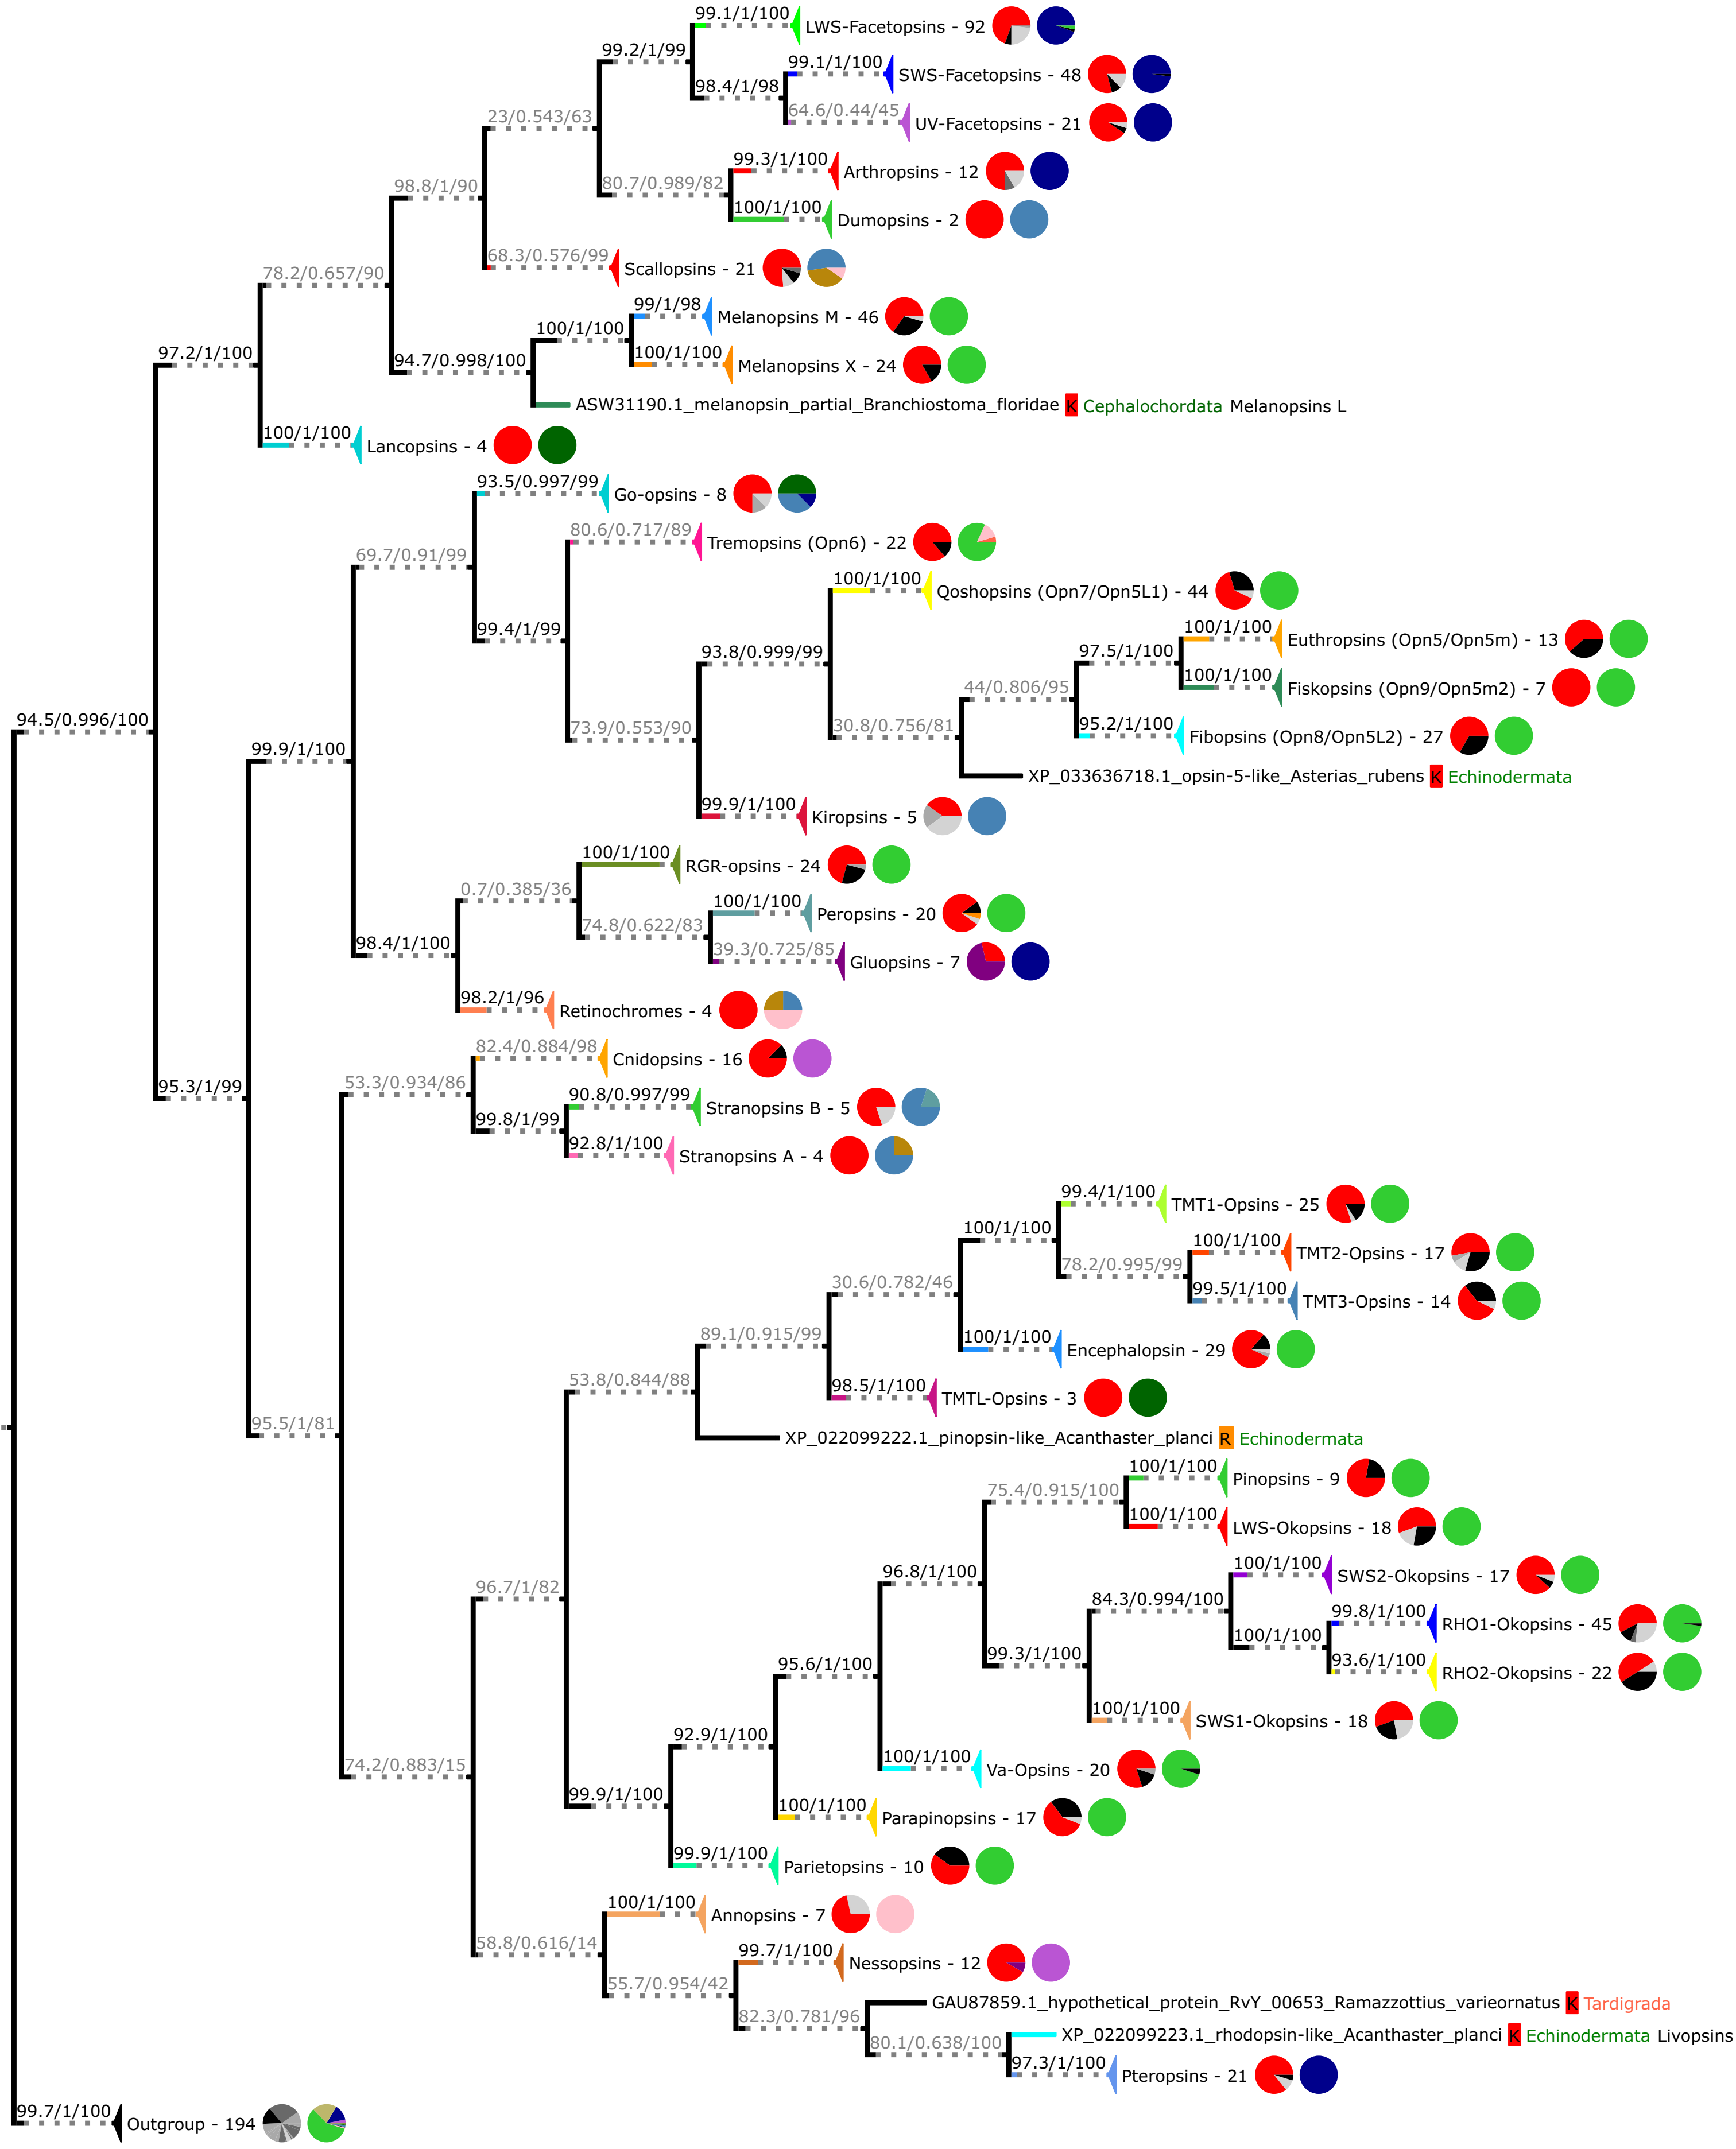 99.1/1/100
LWS-Facetopsins - 92
99.2/1/99
99.1/1/100
SWS-Facetopsins - 48
98.4/1/98
64.6/0.44/45
UV-Facetopsins - 21
23/0.543/63
99.3/1/100
Arthropsins - 12
80.7/0.989/82
98.8/1/90
100/1/100
Dumopsins - 2
68.3/0.576/99
Scallopsins - 21
78.2/0.657/90
99/1/98
Melanopsins M - 46
100/1/100
97.2/1/100
94.7/0.998/100
100/1/100
Melanopsins X - 24
ASW31190.1_melanopsin_partial_Branchiostoma_floridae K Cephalochordata Melanopsins L
100/1/100
Lancopsins - 4
93.5/0.997/99
Go-opsins - 8
80.6/0.717/89
Tremopsins (Opn6) - 22
69.7/0.91/99
100/1/100
Qoshopsins (Opn7/Opn5L1) - 44
99.4/1/99
100/1/100
Euthropsins (Opn5/Opn5m) - 13
93.8/0.999/99
97.5/1/100
100/1/100
Fiskopsins (Opn9/Opn5m2) - 7
44/0.806/95
94.5/0.996/100
73.9/0.553/90
30.8/0.756/81
95.2/1/100
Fibopsins (Opn8/Opn5L2) - 27
99.9/1/100
XP_033636718.1_opsin-5-like_Asterias_rubens K Echinodermata
99.9/1/100
Kiropsins - 5
100/1/100
RGR-opsins - 24
0.7/0.385/36
100/1/100
Peropsins - 20
74.8/0.622/83
98.4/1/100
39.3/0.725/85
Gluopsins - 7
98.2/1/96
Retinochromes - 4
82.4/0.884/98
Cnidopsins - 16
95.3/1/99
53.3/0.934/86
90.8/0.997/99
Stranopsins B - 5
99.8/1/99
92.8/1/100
Stranopsins A - 4
99.4/1/100
TMT1-Opsins - 25
100/1/100
100/1/100
TMT2-Opsins - 17
78.2/0.995/99
30.6/0.782/46
99.5/1/100
TMT3-Opsins - 14
89.1/0.915/99
100/1/100
Encephalopsin - 29
53.8/0.844/88
98.5/1/100
TMTL-Opsins - 3
95.5/1/81
XP_022099222.1_pinopsin-like_Acanthaster_planci R Echinodermata
100/1/100
Pinopsins - 9
75.4/0.915/100
100/1/100
LWS-Okopsins - 18
96.8/1/100
100/1/100
SWS2-Okopsins - 17
96.7/1/82
84.3/0.994/100
99.8/1/100
RHO1-Okopsins - 45
100/1/100
95.6/1/100
99.3/1/100
93.6/1/100
RHO2-Okopsins - 22
100/1/100
SWS1-Okopsins - 18
92.9/1/100
74.2/0.883/15
100/1/100
Va-Opsins - 20
99.9/1/100
100/1/100
Parapinopsins - 17
99.9/1/100
Parietopsins - 10
100/1/100
Annopsins - 7
58.8/0.616/14
99.7/1/100
Nessopsins - 12
55.7/0.954/42
GAU87859.1_hypothetical_protein_RvY_00653_Ramazzottius_varieornatus K Tardigrada
82.3/0.781/96
XP_022099223.1_rhodopsin-like_Acanthaster_planci K Echinodermata Livopsins
80.1/0.638/100
97.3/1/100
Pteropsins - 21
99.7/1/100
Outgroup - 194